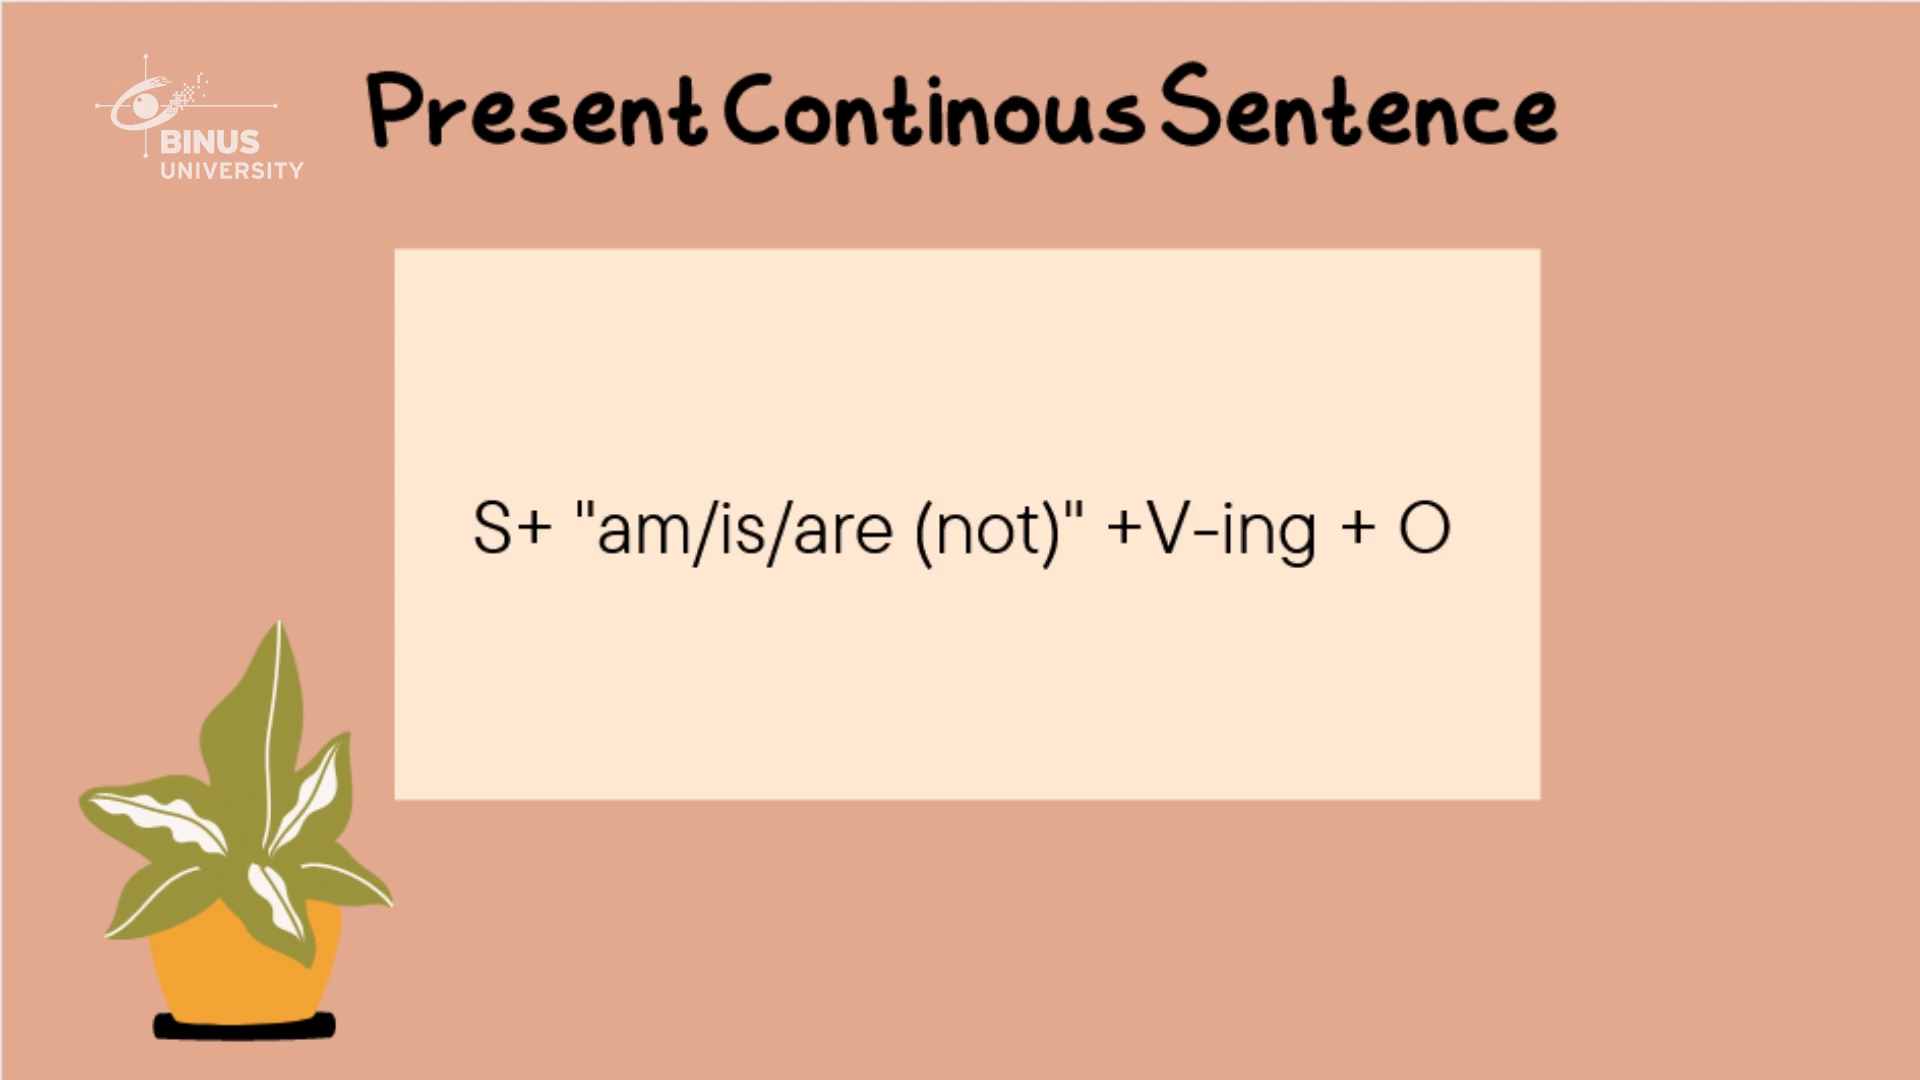 BINUS
UNIVERSITY
Present Continous Sentence
S+ "am/is/are (not)" +V-ing + O